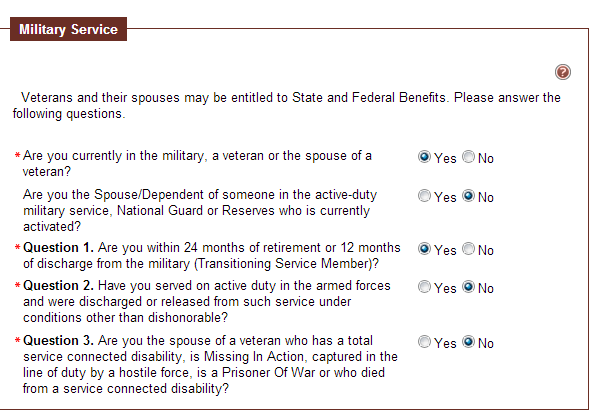 Military Service
?
Veterans and their spouses may be entitled to State and Federal Benefits. Please answer the
following questions.
* Are you currently in the military, a veteran or the spouse of a Yes No
veteran?
Are you the Spouse/Dependent of someone in the active-duty Yes No
military service, National Guard or Reserves who is currently
activated?
* Question 1. Are you within 24 months of retirement or 12 months Yes No
of discharge from the military (Transitioning Service Member)?
* Question 2. Have you served on active duty in the armed forces Yes No
and were discharged or released from such service under
conditions other than dishonorable?
* Question 3. Are you the spouse of a veteran who has a total Yes No
service connected disability, is Missing In Action, captured in the
line of duty by a hostile force, is a Prisoner Of War or who died
from a service connected disability?